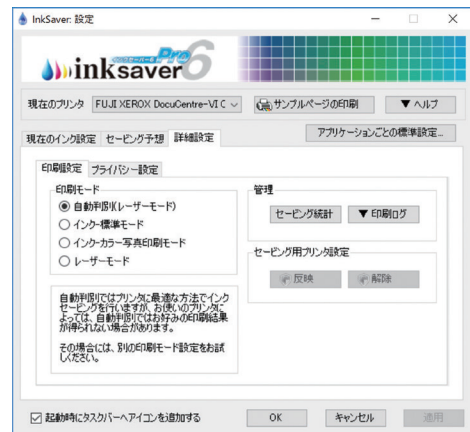 InkSaver: 設定
インクセーバー6
inksaver Pro 6
現在のプリンタ FUJI XEROX DocuCentre-VI C サンプルページの印刷 ▼ ヘルプ
現在のインク設定 セービング予想 詳細設定 アプリケーションごとの標準設定...
印刷設定 プライバシー設定
印刷モード
自動判別(レーザーモード)
インク-標準モード
インク-カラー写真印刷モード
レーザーモード
自動判別ではプリンタに最適な方法でインク
セービングを行いますが、お使いのプリンタに
よっては、自動判別ではお好みの印刷結果
が得られない場合があります。
その場合には、別の印刷モード設定をお試
しください。
管理
セービング統計 ▼ 印刷ログ
セービング用プリンタ設定
反映 解除
起動時にタスクバーへアイコンを追加する OK キャンセル 適用